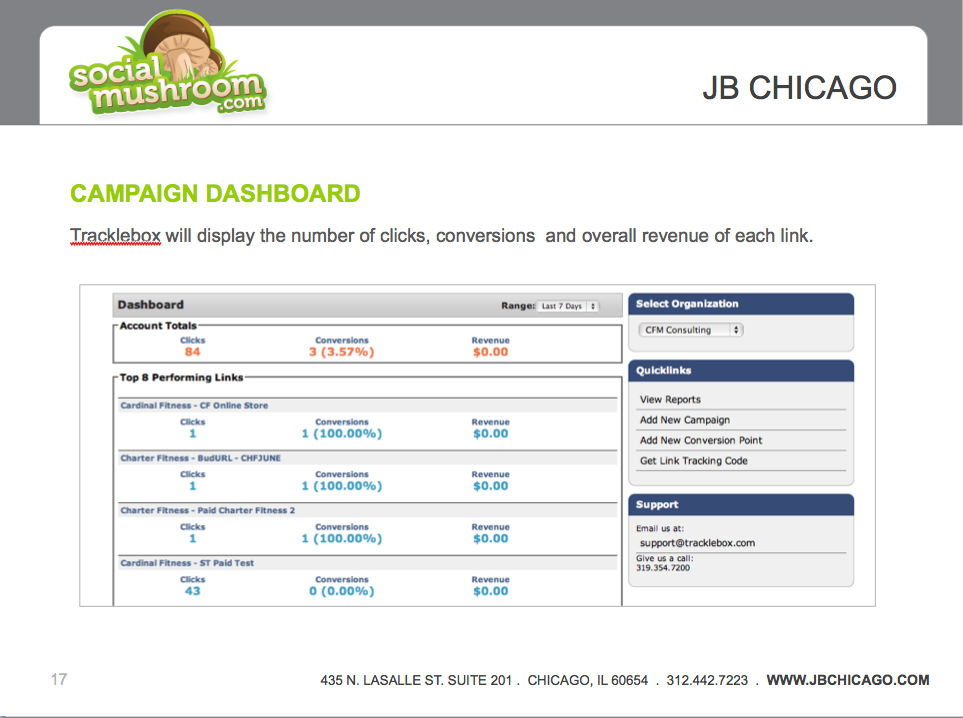 social
mushroom
.com
JB CHICAGO
CAMPAIGN DASHBOARD
Tracklebox will display the number of clicks, conversions  and overall revenue of each link.
Dashboard
Range: Last 7 Days
Account Totals
Clicks Conversions Revenue
84 3 (3.57%) $0.00
Top 8 Performing Links
Cardinal Fitness - CF Online Store
Clicks Conversions Revenue
1 1 (100.00%) $0.00
Charter Fitness - BudURL - CHFJUNE
Clicks Conversions Revenue
1 1 (100.00%) $0.00
Charter Fitness - Paid Charter Fitness 2
Clicks Conversions Revenue
1 1 (100.00%) $0.00
Cardinal Fitness - ST Paid Test
Clicks Conversions Revenue
43 0 (0.00%) $0.00
Select Organization
CFM Consulting
Quicklinks
View Reports
Add New Campaign
Add New Conversion Point
Get Link Tracking Code
Support
Email us at:
support@tracklebox.com
Give us a call:
319.354.7200
17
435 N. LASALLE ST. SUITE 201 .  CHICAGO, IL 60654  .  312.442.7223  .  WWW.JBCHICAGO.COM